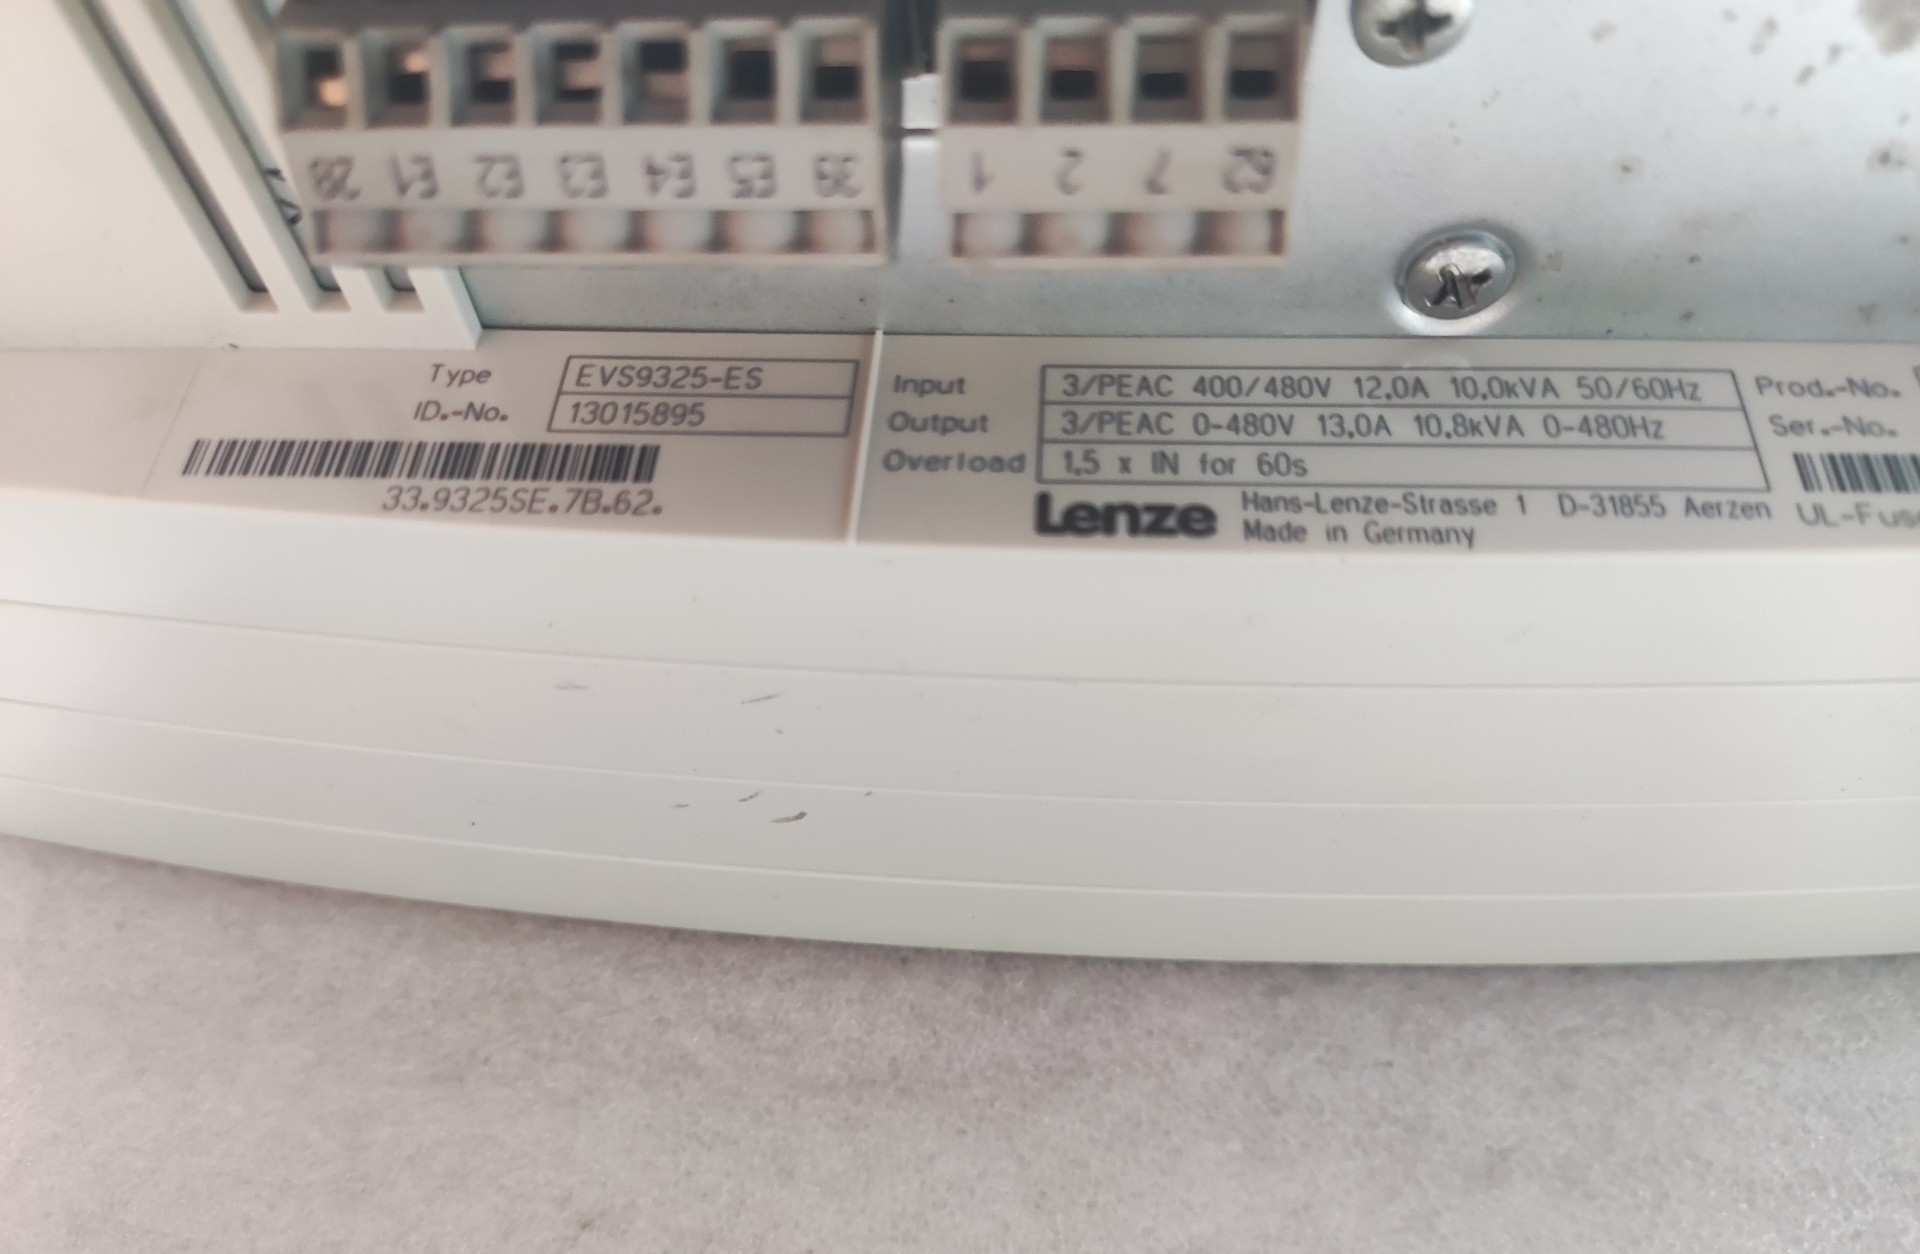 28 E1 E2 E3 E4 E5 39
1 2 7 62
Type EVS9325-ES
ID.-No. 13015895
33.9325SE.7B.62.
Input 3/PEAC 400/480V 12.0A 10.0kVA 50/60Hz
Output 3/PEAC 0-480V 13.0A 10.8kVA 0-480Hz
Overload 1.5 x IN for 60s
Lenze Hans-Lenze-Strasse 1 D-31855 Aerzen
Made in Germany
Prod.-No.
Ser.-No.